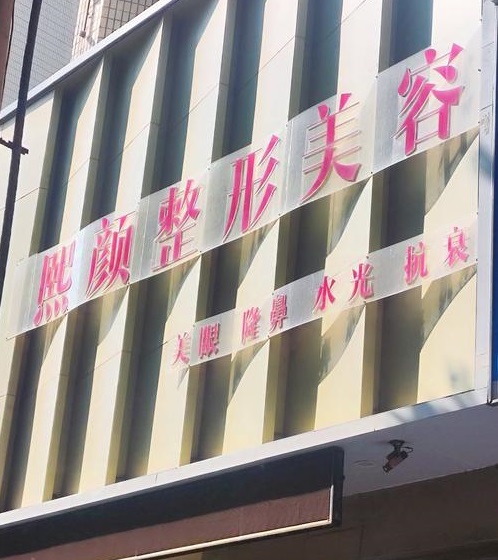 熙颜整形美容
美眼 隆鼻 水光 抗衰